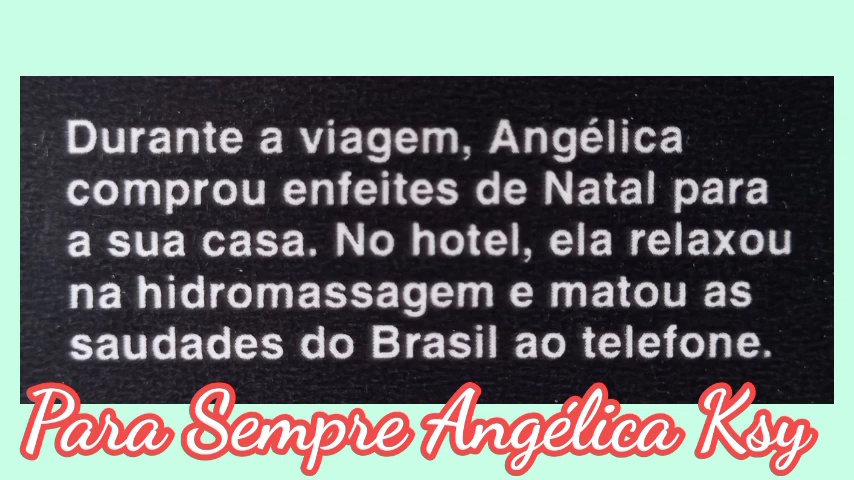 Durante a viagem, Angélica
comprou enfeites de Natal para
a sua casa. No hotel, ela relaxou
na hidromassagem e matou as
saudades do Brasil ao telefone.
Para Sempre Angélica Ksy